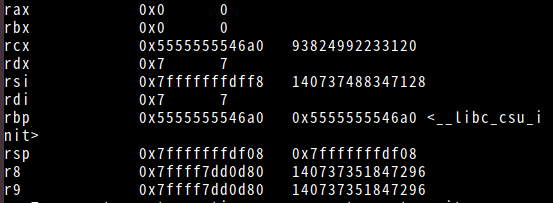 rax 0x0 0
rbx 0x0 0
rcx 0x5555555546a0 93824992233120
rdx 0x7 7
rsi 0x7fffffffdff8 140737488347128
rdi 0x7 7
rbp 0x5555555546a0 0x5555555546a0 <__libc_csu_i
nit>
rsp 0x7fffffffdf08 0x7fffffffdf08
r8 0x7ffff7dd0d80 140737351847296
r9 0x7ffff7dd0d80 140737351847296